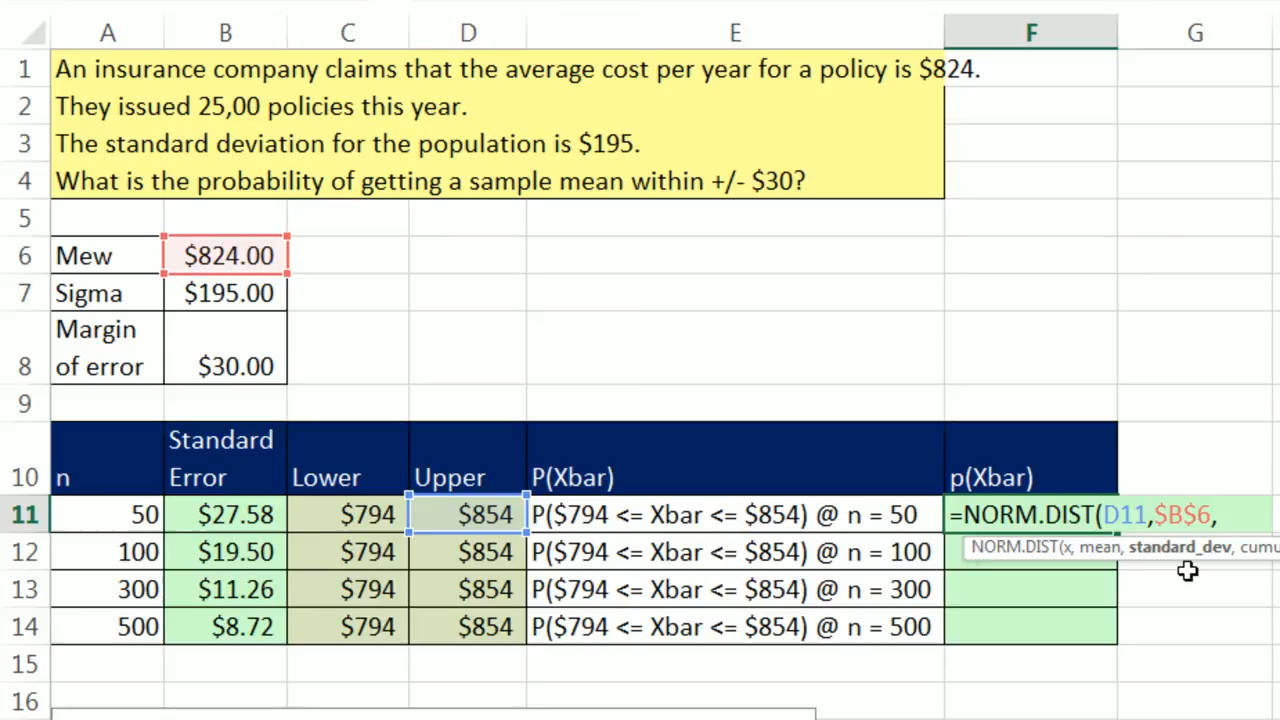 A B C D E F G
1 An insurance company claims that the average cost per year for a policy is $824.
2 They issued 25,00 policies this year.
3 The standard deviation for the population is $195.
4 What is the probability of getting a sample mean within +/- $30?
5
6 Mew $824.00
7 Sigma $195.00
Margin
8 of error $30.00
9
Standard
10 n Error Lower Upper P(Xbar) p(Xbar)
11 50 $27.58 $794 $854 P($794 <= Xbar <= $854) @ n = 50 =NORM.DIST(D11,$B$6,
NORM.DIST(x, mean, standard_dev, cumu
12 100 $19.50 $794 $854 P($794 <= Xbar <= $854) @ n = 100
13 300 $11.26 $794 $854 P($794 <= Xbar <= $854) @ n = 300
14 500 $8.72 $794 $854 P($794 <= Xbar <= $854) @ n = 500
15
16